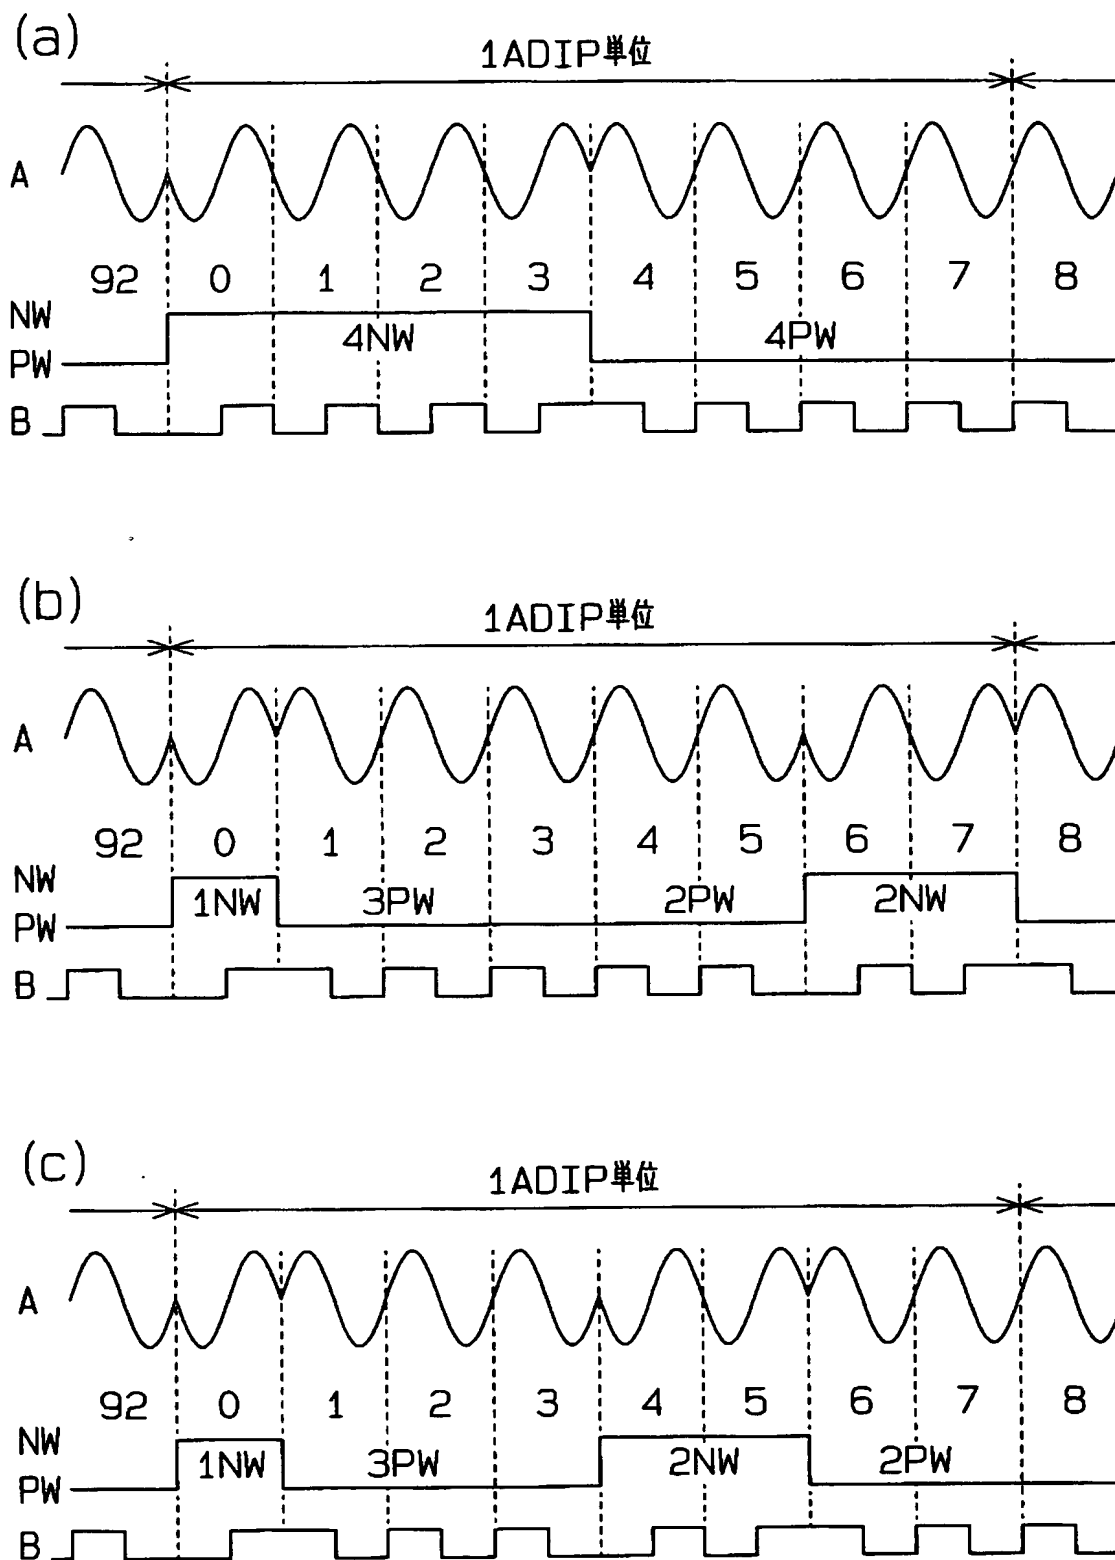 (a)
1ADIP単位
A
92 0 1 2 3 4 5 6 7 8
NW
4NW 4PW
PW
B
(b)
1ADIP単位
A
92 0 1 2 3 4 5 6 7 8
NW
1NW 3PW 2PW 2NW
PW
B
(c)
1ADIP単位
A
92 0 1 2 3 4 5 6 7 8
NW
1NW 3PW 2NW 2PW
PW
B